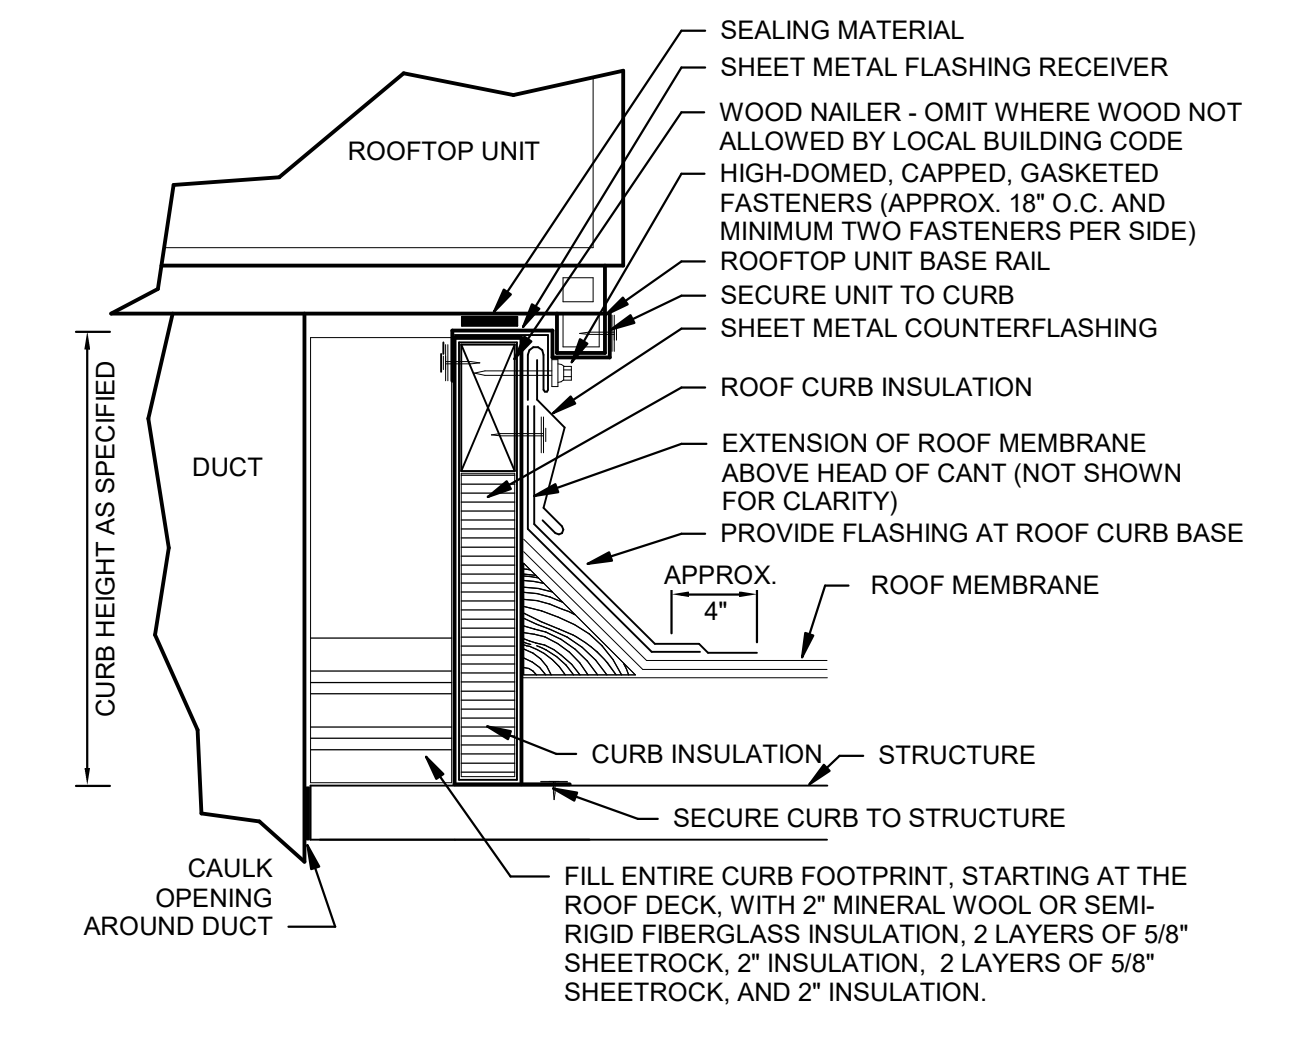 SEALING MATERIAL
SHEET METAL FLASHING RECEIVER
WOOD NAILER - OMIT WHERE WOOD NOT
ALLOWED BY LOCAL BUILDING CODE
HIGH-DOMED, CAPPED, GASKETED
FASTENERS (APPROX. 18" O.C. AND
MINIMUM TWO FASTENERS PER SIDE)
ROOFTOP UNIT BASE RAIL
SECURE UNIT TO CURB
SHEET METAL COUNTERFLASHING
ROOF CURB INSULATION
EXTENSION OF ROOF MEMBRANE
ABOVE HEAD OF CANT (NOT SHOWN
FOR CLARITY)
PROVIDE FLASHING AT ROOF CURB BASE
APPROX.
4"
ROOF MEMBRANE
ROOFTOP UNIT
DUCT
CURB HEIGHT AS SPECIFIED
CURB INSULATION
STRUCTURE
SECURE CURB TO STRUCTURE
CAULK
OPENING
AROUND DUCT
FILL ENTIRE CURB FOOTPRINT, STARTING AT THE
ROOF DECK, WITH 2" MINERAL WOOL OR SEMI-
RIGID FIBERGLASS INSULATION, 2 LAYERS OF 5/8"
SHEETROCK, 2" INSULATION,  2 LAYERS OF 5/8"
SHEETROCK, AND 2" INSULATION.